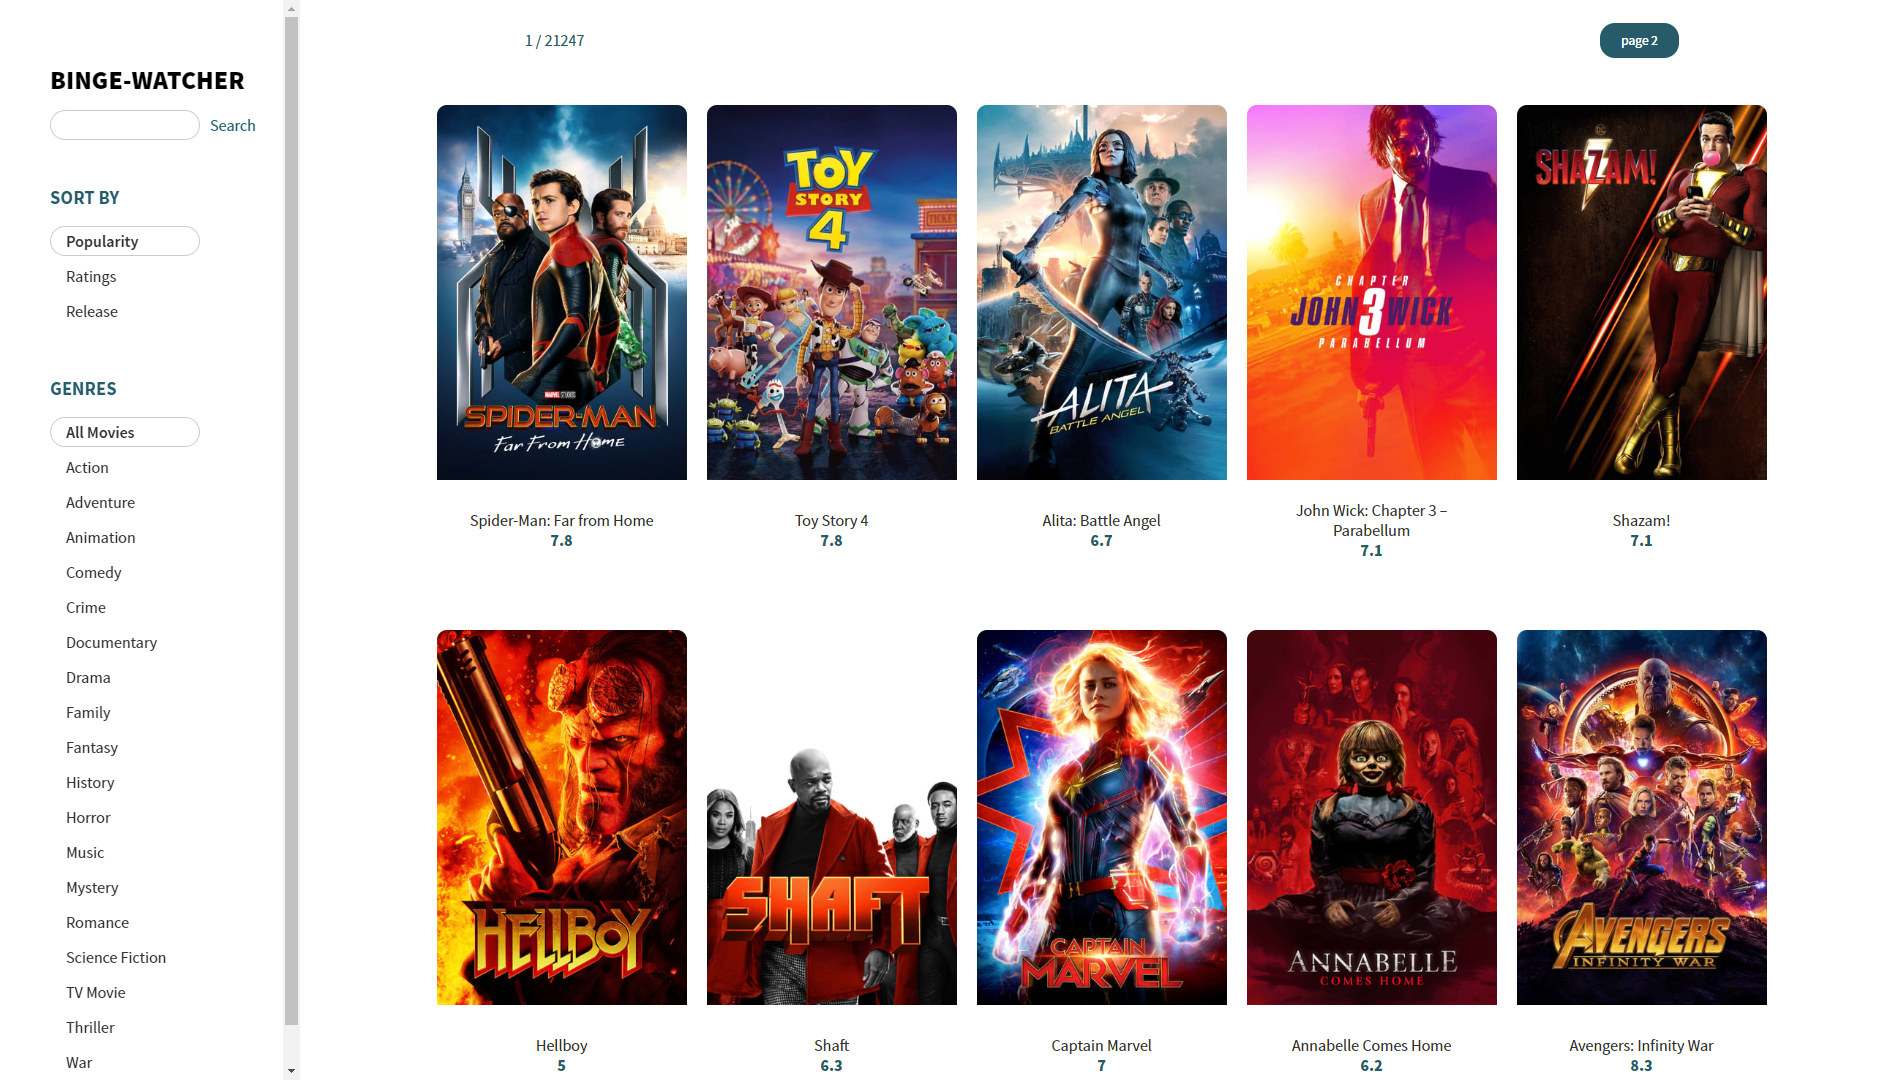 BINGE-WATCHER
Search
SORT BY
Popularity
Ratings
Release
GENRES
All Movies
Action
Adventure
Animation
Comedy
Crime
Documentary
Drama
Family
Fantasy
History
Horror
Music
Mystery
Romance
Science Fiction
TV Movie
Thriller
War
1 / 21247
page 2
MARVEL STUDIOS
SPIDER-MAN
Far From Home
Spider-Man: Far from Home
7.8
TOY
STORY
4
TICKETS
Toy Story 4
7.8
ALITA
BATTLE ANGEL
Alita: Battle Angel
6.7
CHAPTER
JOHN 3 WICK
PARABELLUM
John Wick: Chapter 3 –
Parabellum
7.1
SHAZAM!
Shazam!
7.1
HELLBOY
Hellboy
5
SHAFT
Shaft
6.3
CAPTAIN
MARVEL
Captain Marvel
7
ANNABELLE
COMES HOME
Annabelle Comes Home
6.2
AVENGERS
INFINITY WAR
Avengers: Infinity War
8.3